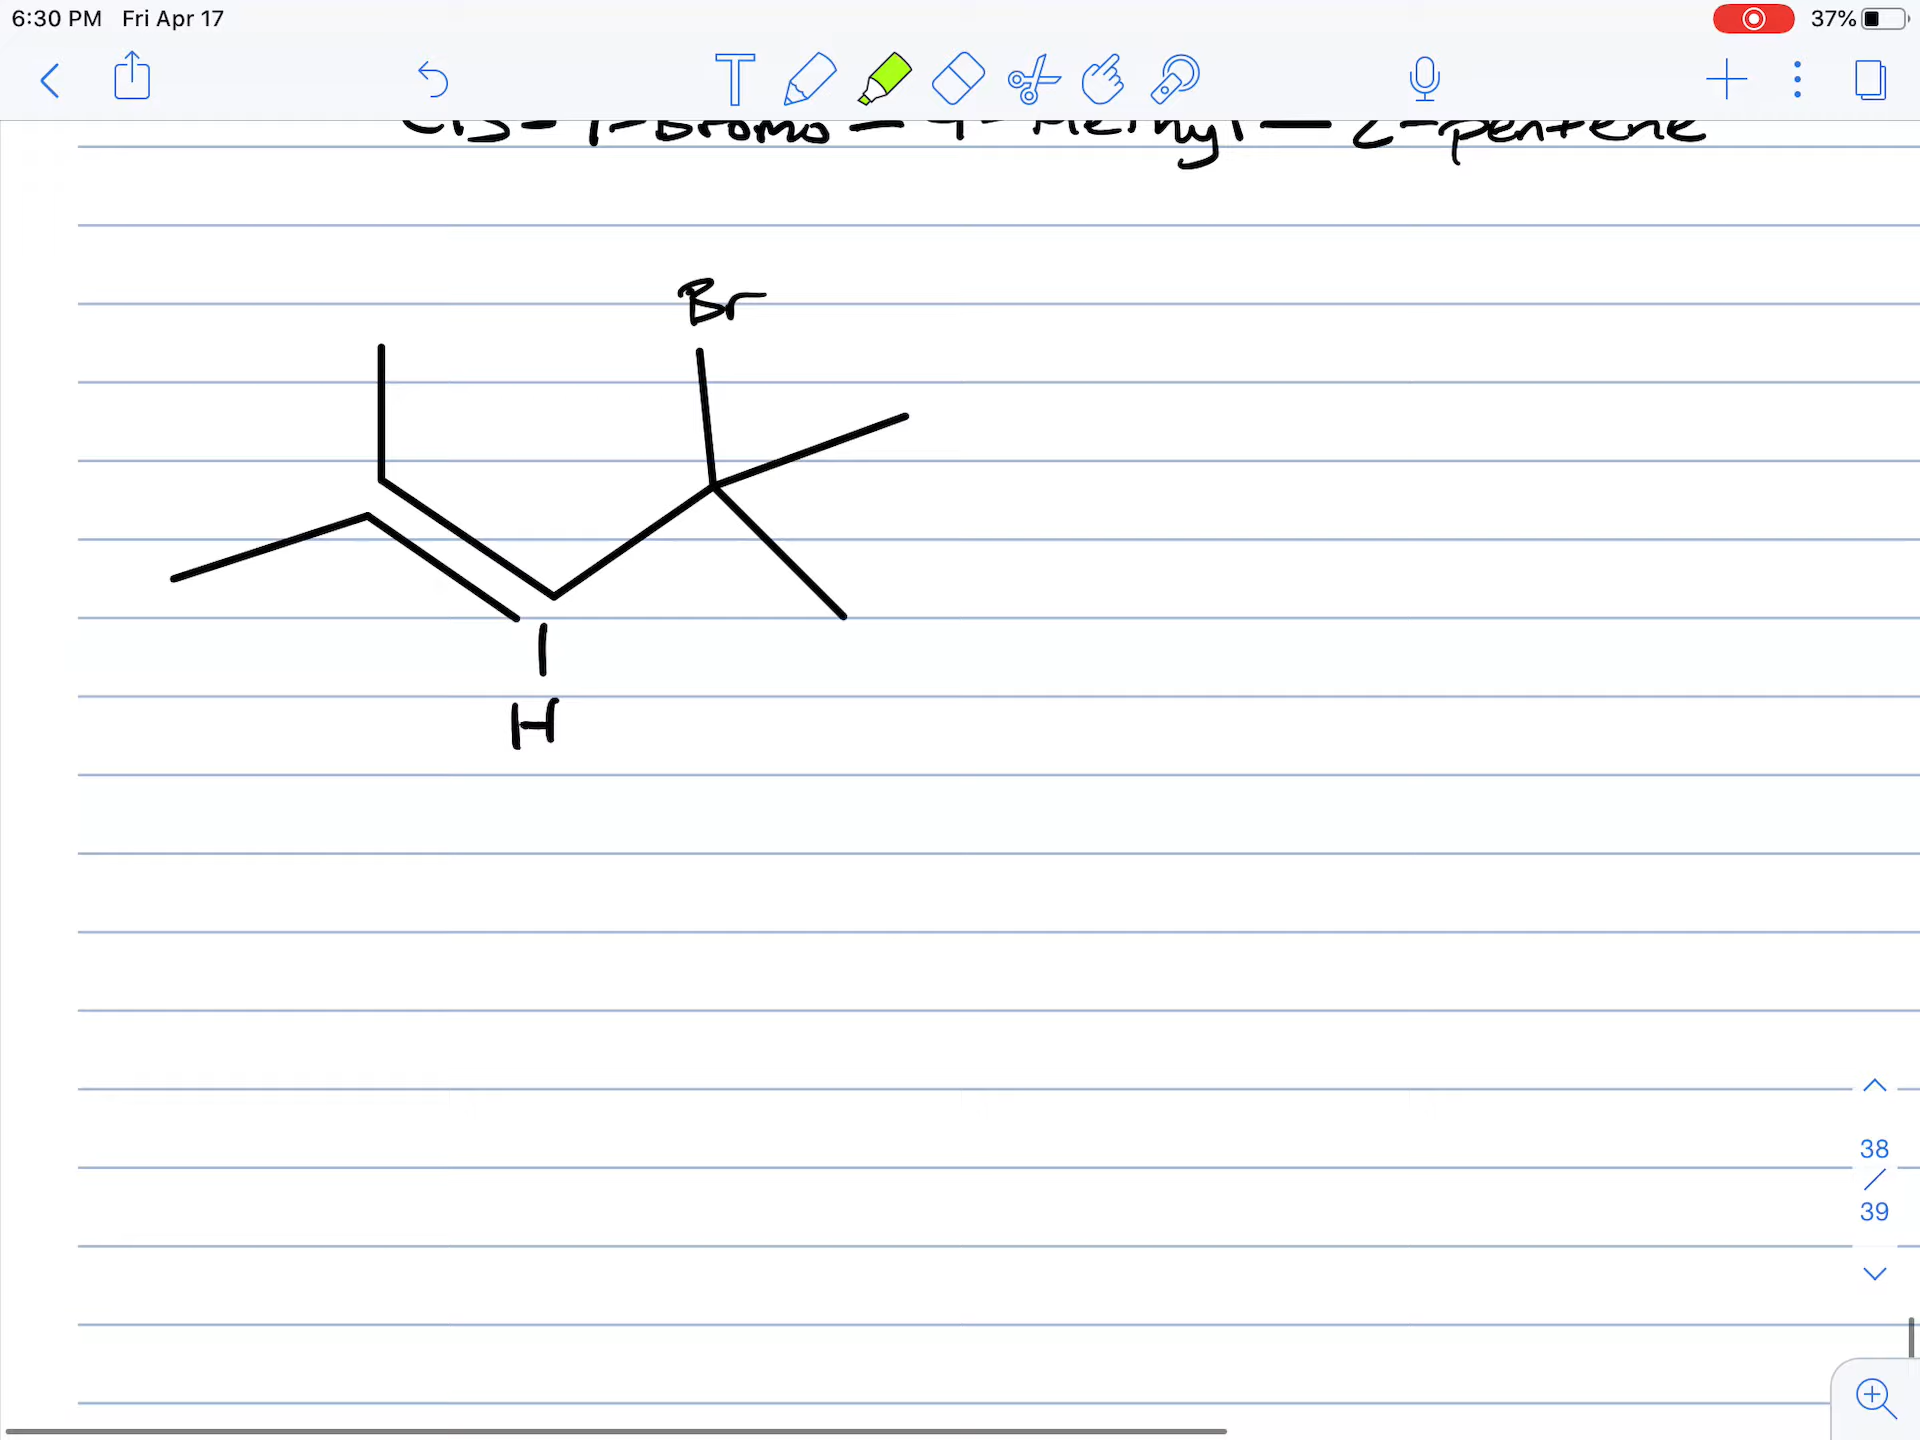 6:30 PM Fri Apr 17 37%
T
cis-1-Bromo-4-Methyl-2-pentene
Br
H
38
/
39